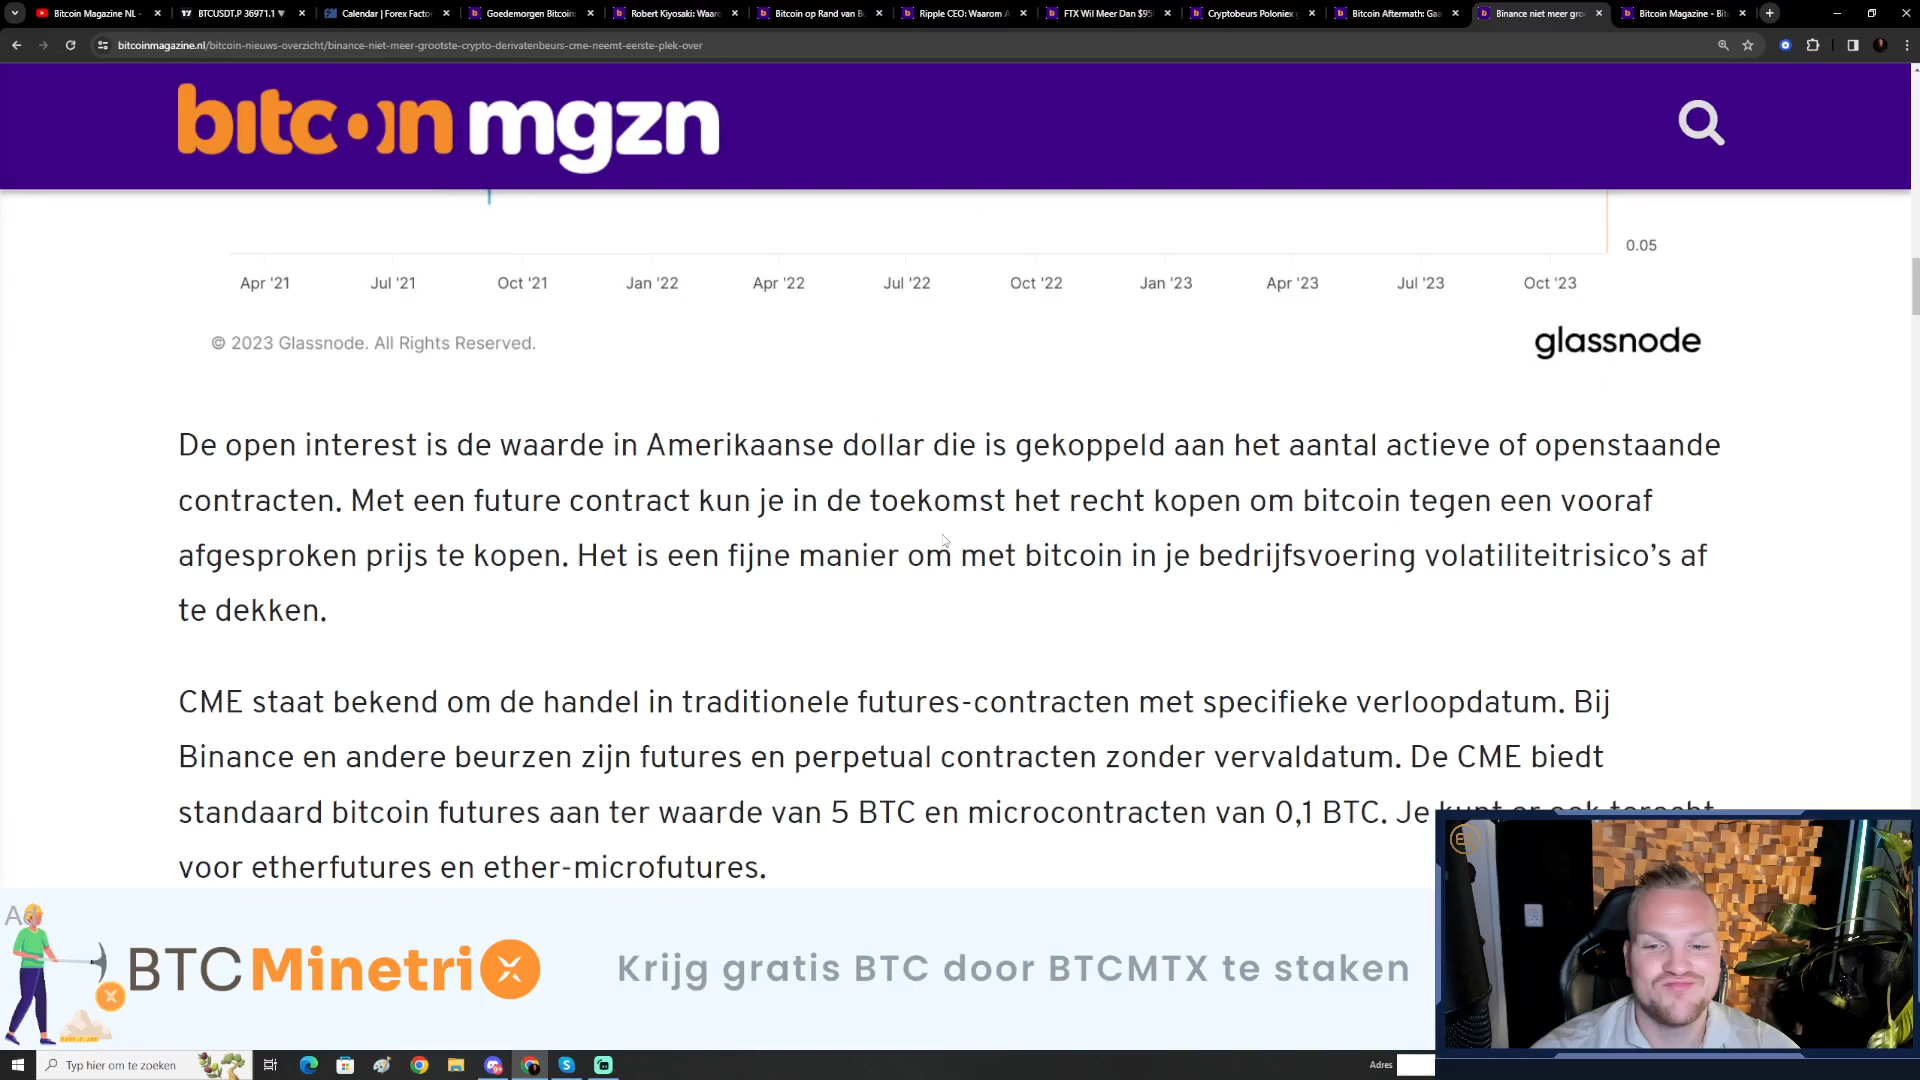 Bitcoin Magazine NL -
BTCUSDT.P 36971.1 ▼
Calendar | Forex Facto
Goedemorgen Bitcoin:
Robert Kiyosaki: Waar
Bitcoin op Rand van B
Ripple CEO: Waarom A
FTX Wil Meer Dan $95
Cryptobeurs Poloniex g
Bitcoin Aftermath: Ga
Binance niet meer gro
Bitcoin Magazine - Bit
bitcoinmagazine.nl/bitcoin-nieuws-overzicht/binance-niet-meer-grootste-crypto-derivatenbeurs-cme-neemt-eerste-plek-over
bitcoin mgzn
0.05
Apr '21 Jul '21 Oct '21 Jan '22 Apr '22 Jul '22 Oct '22 Jan '23 Apr '23 Jul '23 Oct '23
© 2023 Glassnode. All Rights Reserved.
glassnode
De open interest is de waarde in Amerikaanse dollar die is gekoppeld aan het aantal actieve of openstaande
contracten. Met een future contract kun je in de toekomst het recht kopen om bitcoin tegen een vooraf
afgesproken prijs te kopen. Het is een fijne manier om met bitcoin in je bedrijfsvoering volatiliteitrisico's af
te dekken.
CME staat bekend om de handel in traditionele futures-contracten met specifieke verloopdatum. Bij
Binance en andere beurzen zijn futures en perpetual contracten zonder vervaldatum. De CME biedt
standaard bitcoin futures aan ter waarde van 5 BTC en microcontracten van 0,1 BTC. Je kunt er ook terecht
voor etherfutures en ether-microfutures.
BTC Minetrix
Krijg gratis BTC door BTCMTX te staken
Typ hier om te zoeken
Adres